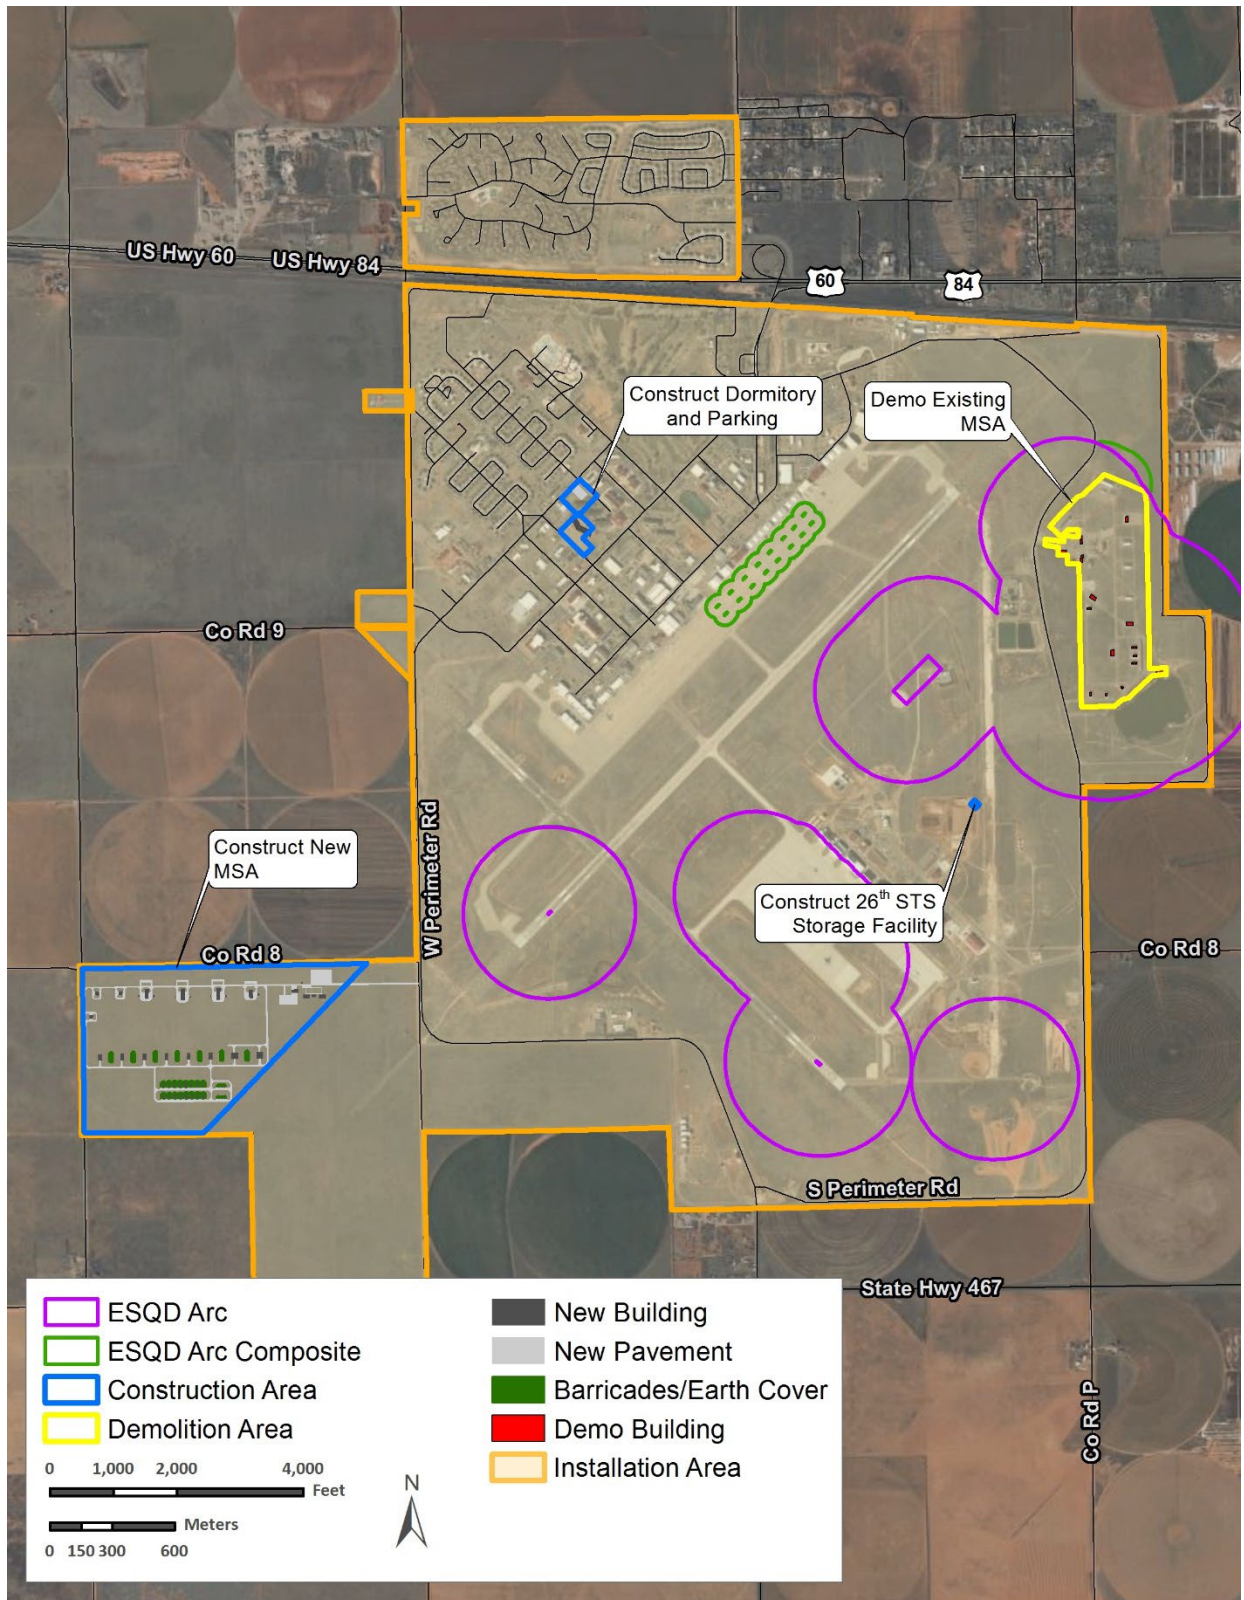 US Hwy 60
US Hwy 84
60
84
Construct Dormitory
and Parking
Demo Existing
MSA
Co Rd 9
W Perimeter Rd
Construct New
MSA
Construct 26th STS
Storage Facility
Co Rd 8
Co Rd 8
S Perimeter Rd
State Hwy 467
Co Rd P
ESQD Arc
ESQD Arc Composite
Construction Area
Demolition Area
New Building
New Pavement
Barricades/Earth Cover
Demo Building
Installation Area
0 1,000 2,000 4,000
Feet
Meters
0 150 300 600
N